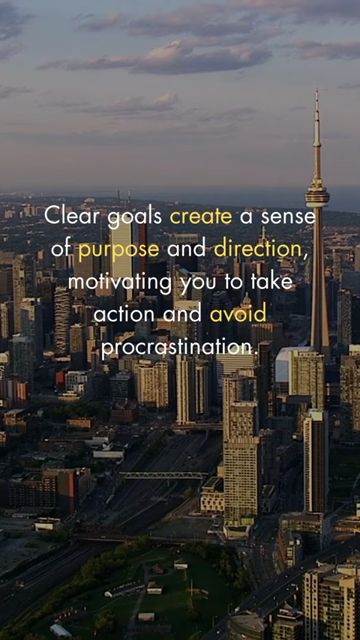 Clear goals create a sense
of purpose and direction,
motivating you to take
action and avoid
procrastination.